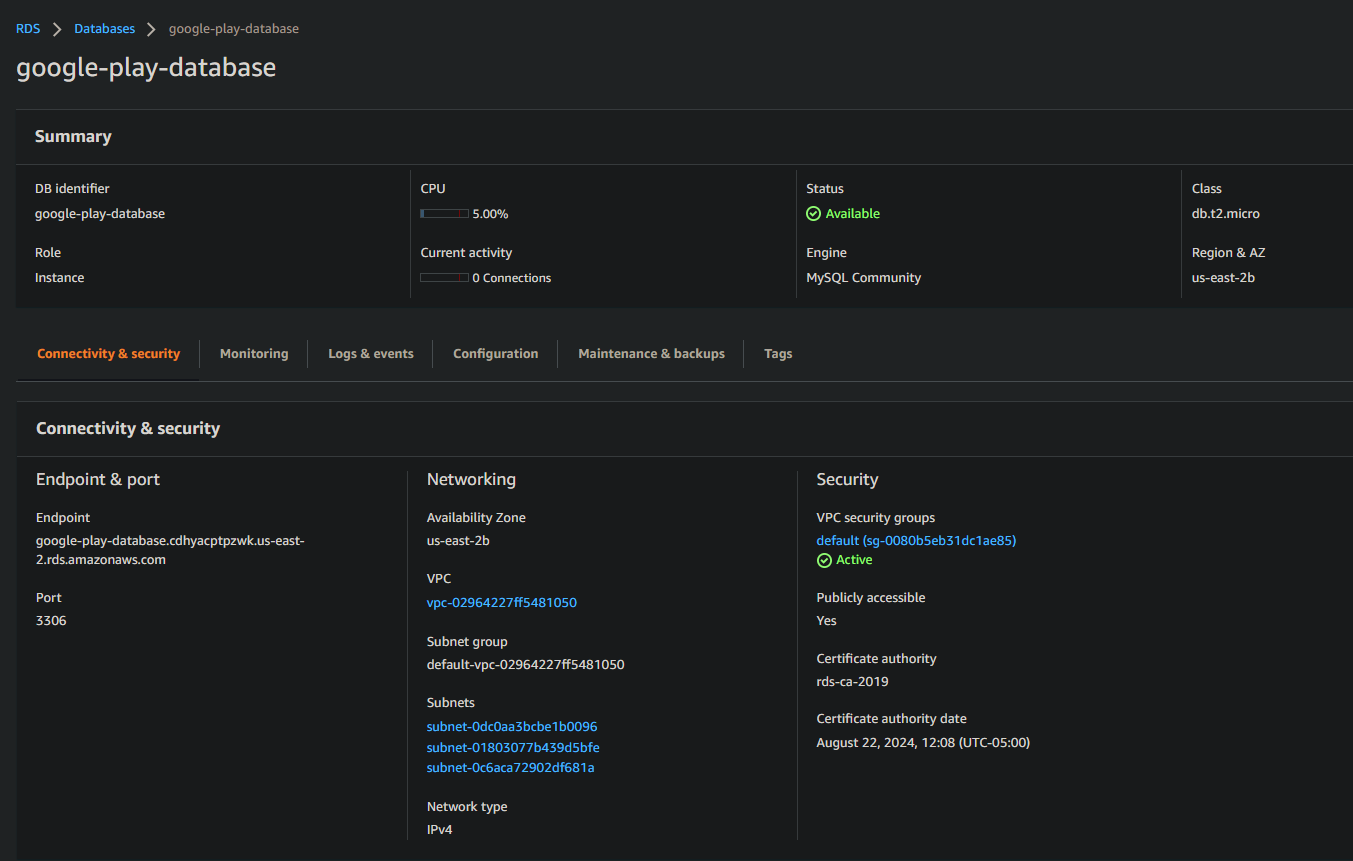 RDS > Databases > google-play-database
google-play-database
Summary
DB identifier
google-play-database
CPU
5.00%
Status
Available
Class
db.t2.micro
Role
Instance
Current activity
0 Connections
Engine
MySQL Community
Region & AZ
us-east-2b
Connectivity & security
Monitoring
Logs & events
Configuration
Maintenance & backups
Tags
Connectivity & security
Endpoint & port
Endpoint
google-play-database.cdhyacptpzwk.us-east-
2.rds.amazonaws.com
Port
3306
Networking
Availability Zone
us-east-2b
VPC
vpc-02964227ff5481050
Subnet group
default-vpc-02964227ff5481050
Subnets
subnet-0dc0aa3bcbe1b0096
subnet-01803077b439d5bfe
subnet-0c6aca72902df681a
Network type
IPv4
Security
VPC security groups
default (sg-0080b5eb31dc1ae85)
Active
Publicly accessible
Yes
Certificate authority
rds-ca-2019
Certificate authority date
August 22, 2024, 12:08 (UTC-05:00)